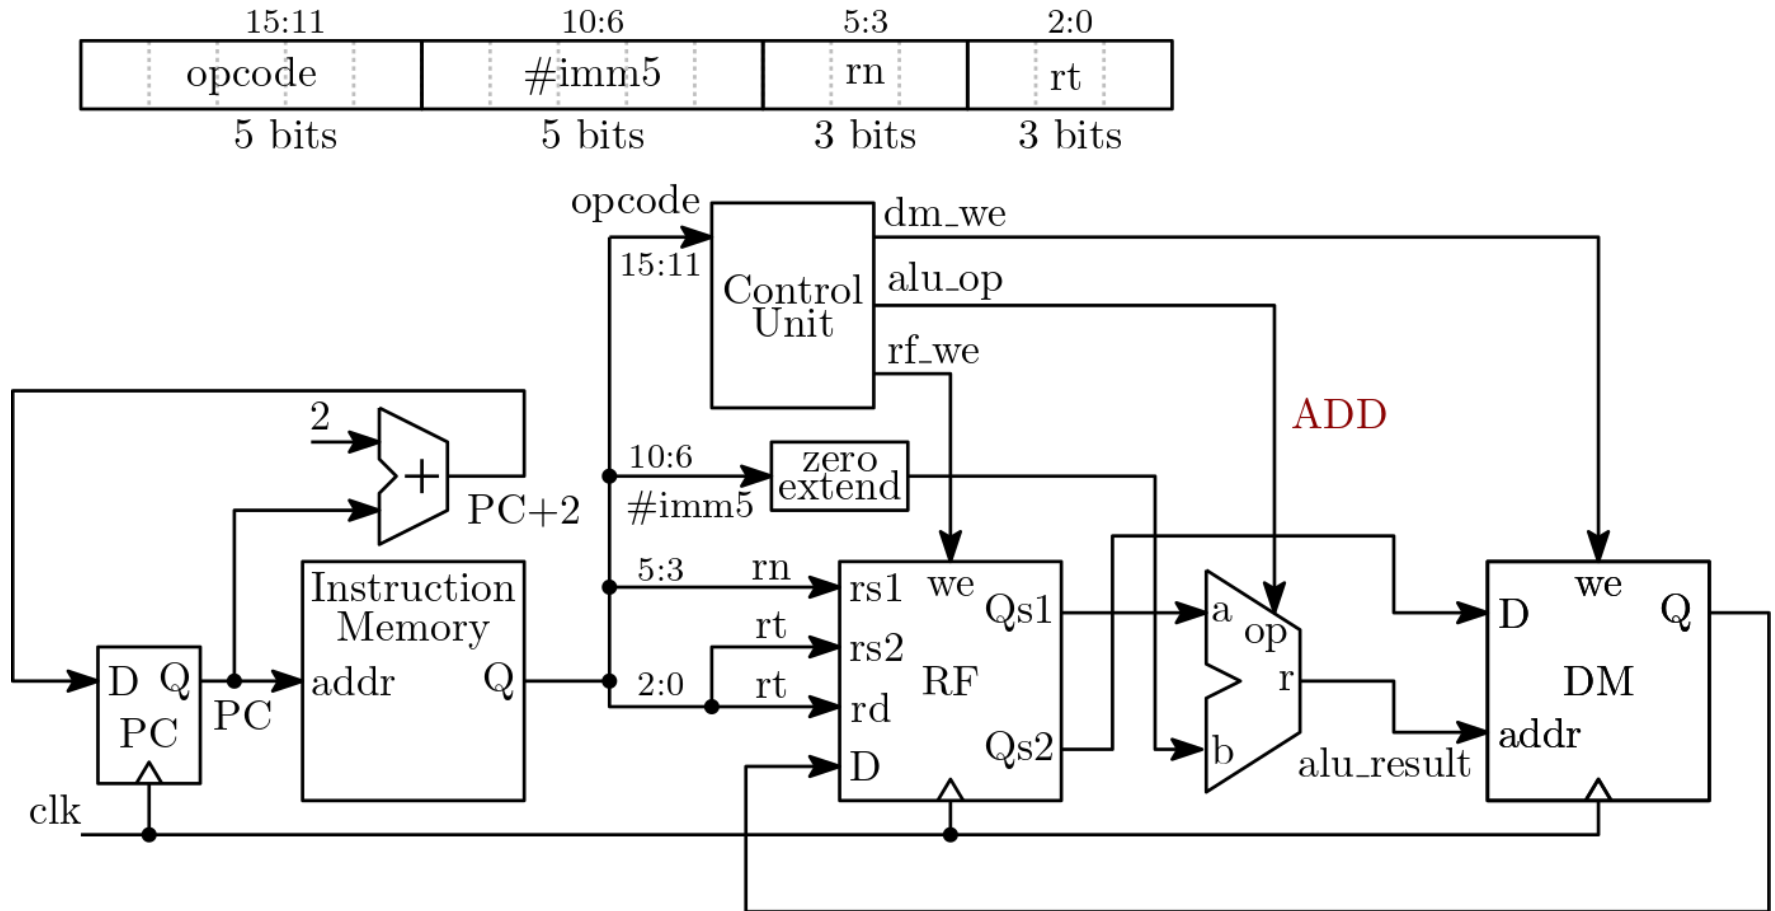 15:11 10:6 5:3 2:0
opcode #imm5 rn rt
5 bits 5 bits 3 bits 3 bits
opcode
15:11
Control
Unit
dm_we
alu_op
rf_we
ADD
2
+
PC+2
10:6
#imm5
zero
extend
Instruction
Memory
addr
Q
D Q
PC
PC
clk
5:3 rn
rt
2:0 rt
rs1
rs2
rd
D
we
RF
Qs1
Qs2
a
op
r
b
alu_result
we
D
Q
DM
addr